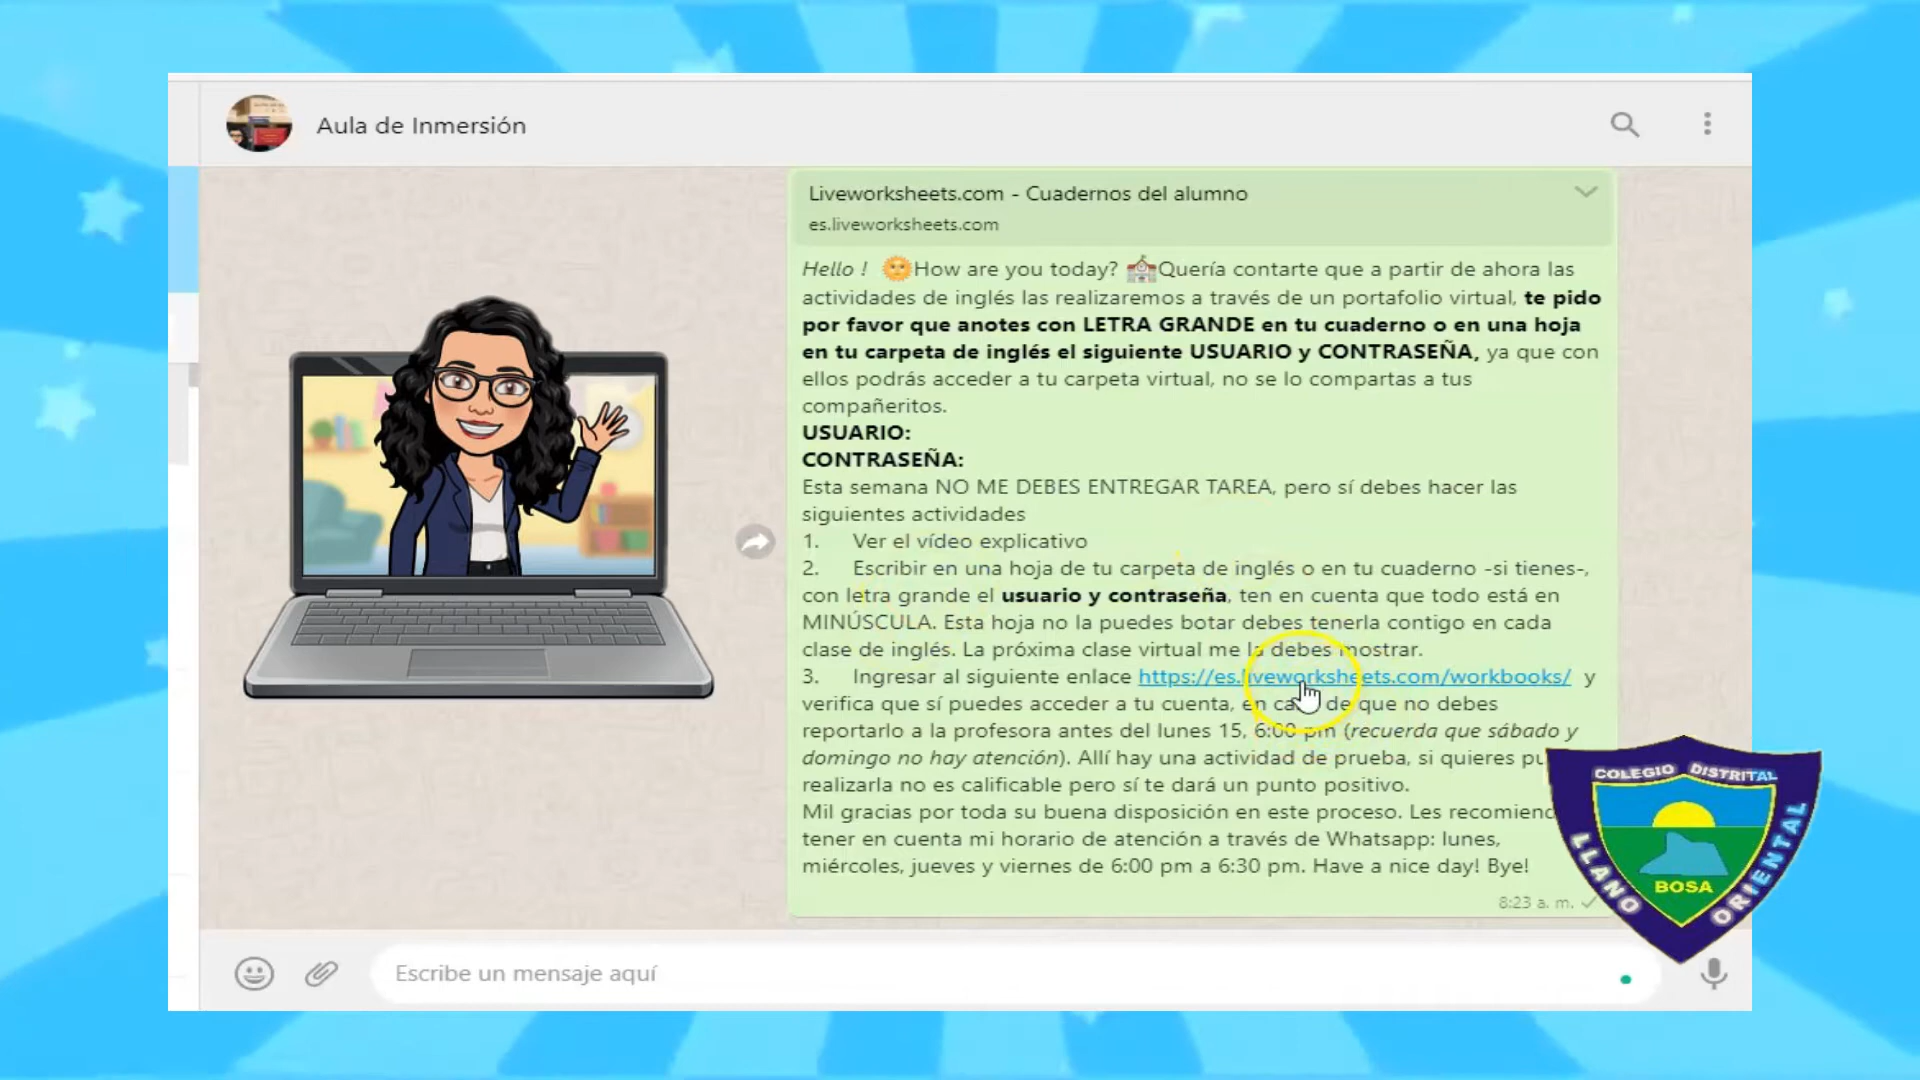 Aula de Inmersión
Liveworksheets.com - Cuadernos del alumno
es.liveworksheets.com
Hello ! How are you today? Quería contarte que a partir de ahora las
actividades de inglés las realizaremos a través de un portafolio virtual, te pido
por favor que anotes con LETRA GRANDE en tu cuaderno o en una hoja
en tu carpeta de inglés el siguiente USUARIO y CONTRASEÑA, ya que con
ellos podrás acceder a tu carpeta virtual, no se lo compartas a tus
compañeritos.
USUARIO:
CONTRASEÑA:
Esta semana NO ME DEBES ENTREGAR TAREA, pero sí debes hacer las
siguientes actividades
1. Ver el vídeo explicativo
2. Escribir en una hoja de tu carpeta de inglés o en tu cuaderno -si tienes-,
con letra grande el usuario y contraseña, ten en cuenta que todo está en
MINÚSCULA. Esta hoja no la puedes botar debes tenerla contigo en cada
clase de inglés. La próxima clase virtual me la debes mostrar.
3. Ingresar al siguiente enlace https://es.liveworksheets.com/workbooks/ y
verifica que sí puedes acceder a tu cuenta, en caso de que no debes
reportarlo a la profesora antes del lunes 15, 6:00 pm (recuerda que sábado y
domingo no hay atención). Allí hay una actividad de prueba, si quieres
realizarla no es calificable pero sí te dará un punto positivo.
Mil gracias por toda su buena disposición en este proceso. Les
tener en cuenta mi horario de atención a través de Whatsapp: lunes,
miércoles, jueves y viernes de 6:00 pm a 6:30 pm. Have a nice day! Bye!
8:23 a. m.
COLEGIO DISTRITAL
LLANO ORIENTAL
BOSA
Escribe un mensaje aquí